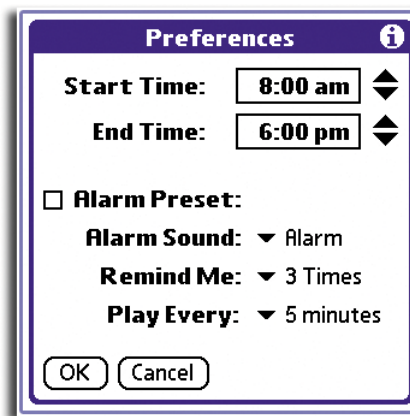 Preferences i
Start Time: 8:00 am
End Time: 6:00 pm
Alarm Preset:
Alarm Sound: Alarm
Remind Me: 3 Times
Play Every: 5 minutes
OK Cancel